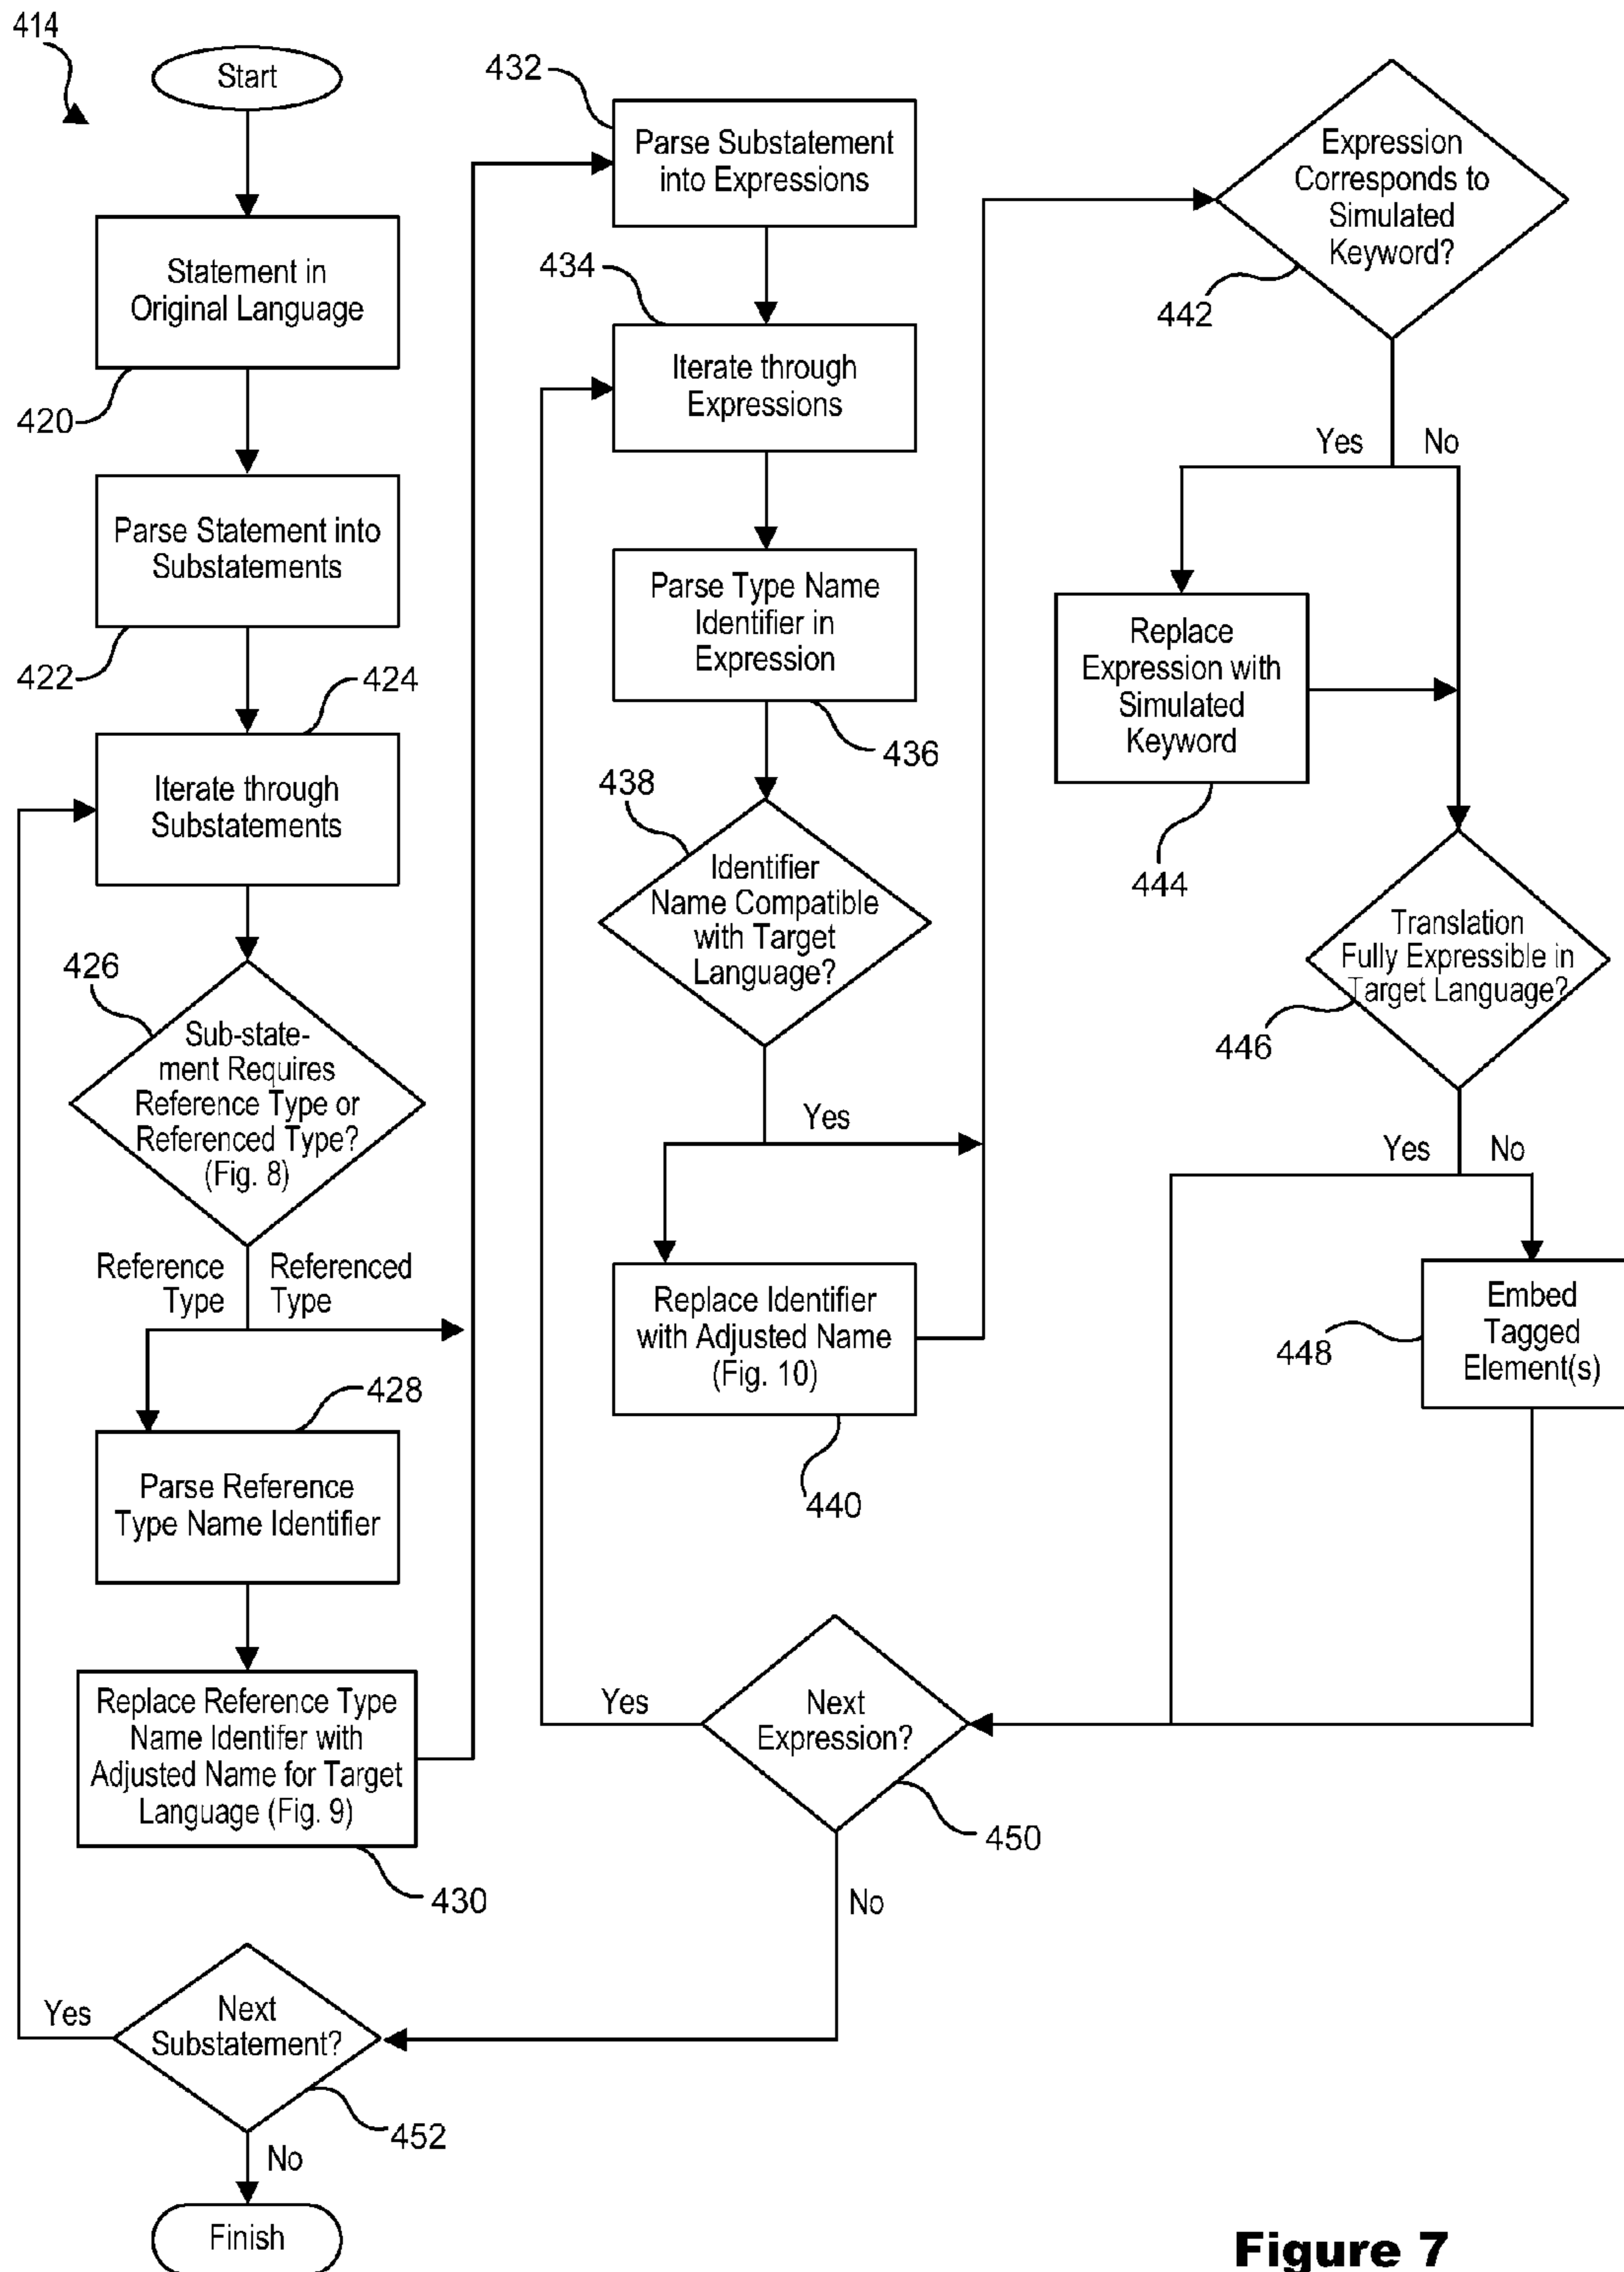 414
Start
Statement in
Original Language
420
Parse Statement into
Substatements
422
424
Iterate through
Substatements
426
Sub-state-
ment Requires
Reference Type or
Referenced Type?
(Fig. 8)
Reference
Type
Referenced
Type
428
Parse Reference
Type Name Identifier
Replace Reference Type
Name Identifer with
Adjusted Name for Target
Language (Fig. 9)
430
Next
Substatement?
Yes
452
No
Finish
432
Parse Substatement
into Expressions
434
Iterate through
Expressions
Parse Type Name
Identifier in
Expression
436
438
Identifier
Name Compatible
with Target
Language?
Yes
Replace Identifier
with Adjusted Name
(Fig. 10)
440
Yes
Next
Expression?
450
No
Expression
Corresponds to
Simulated
Keyword?
442
Yes
No
Replace
Expression with
Simulated
Keyword
444
Translation
Fully Expressible in
Target Language?
446
Yes
No
Embed
Tagged
Element(s)
448
Figure 7